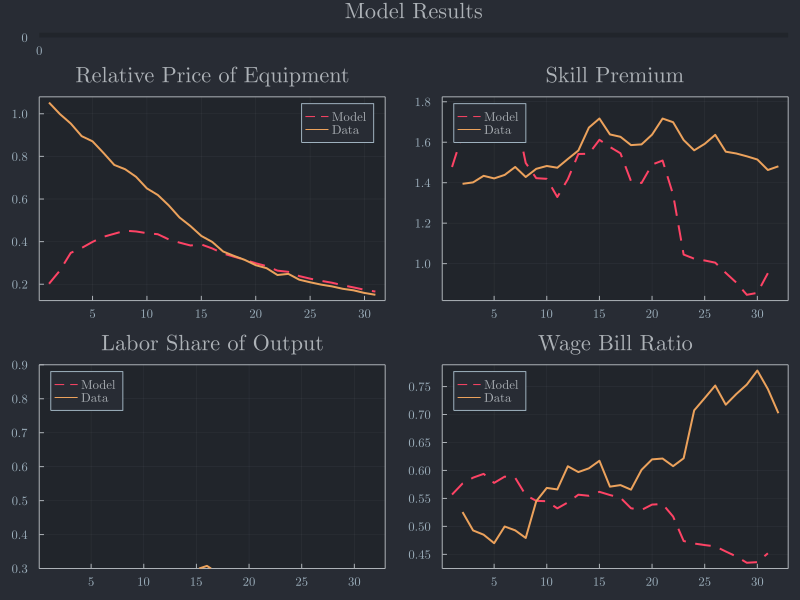 Model Results
0
0
Relative Price of Equipment
Model
Data
1.0
0.8
0.6
0.4
0.2
5 10 15 20 25 30
Skill Premium
Model
Data
1.8
1.6
1.4
1.2
1.0
5 10 15 20 25 30
Labor Share of Output
Model
Data
0.9
0.8
0.7
0.6
0.5
0.4
0.3
5 10 15 20 25 30
Wage Bill Ratio
Model
Data
0.75
0.70
0.65
0.60
0.55
0.50
0.45
5 10 15 20 25 30